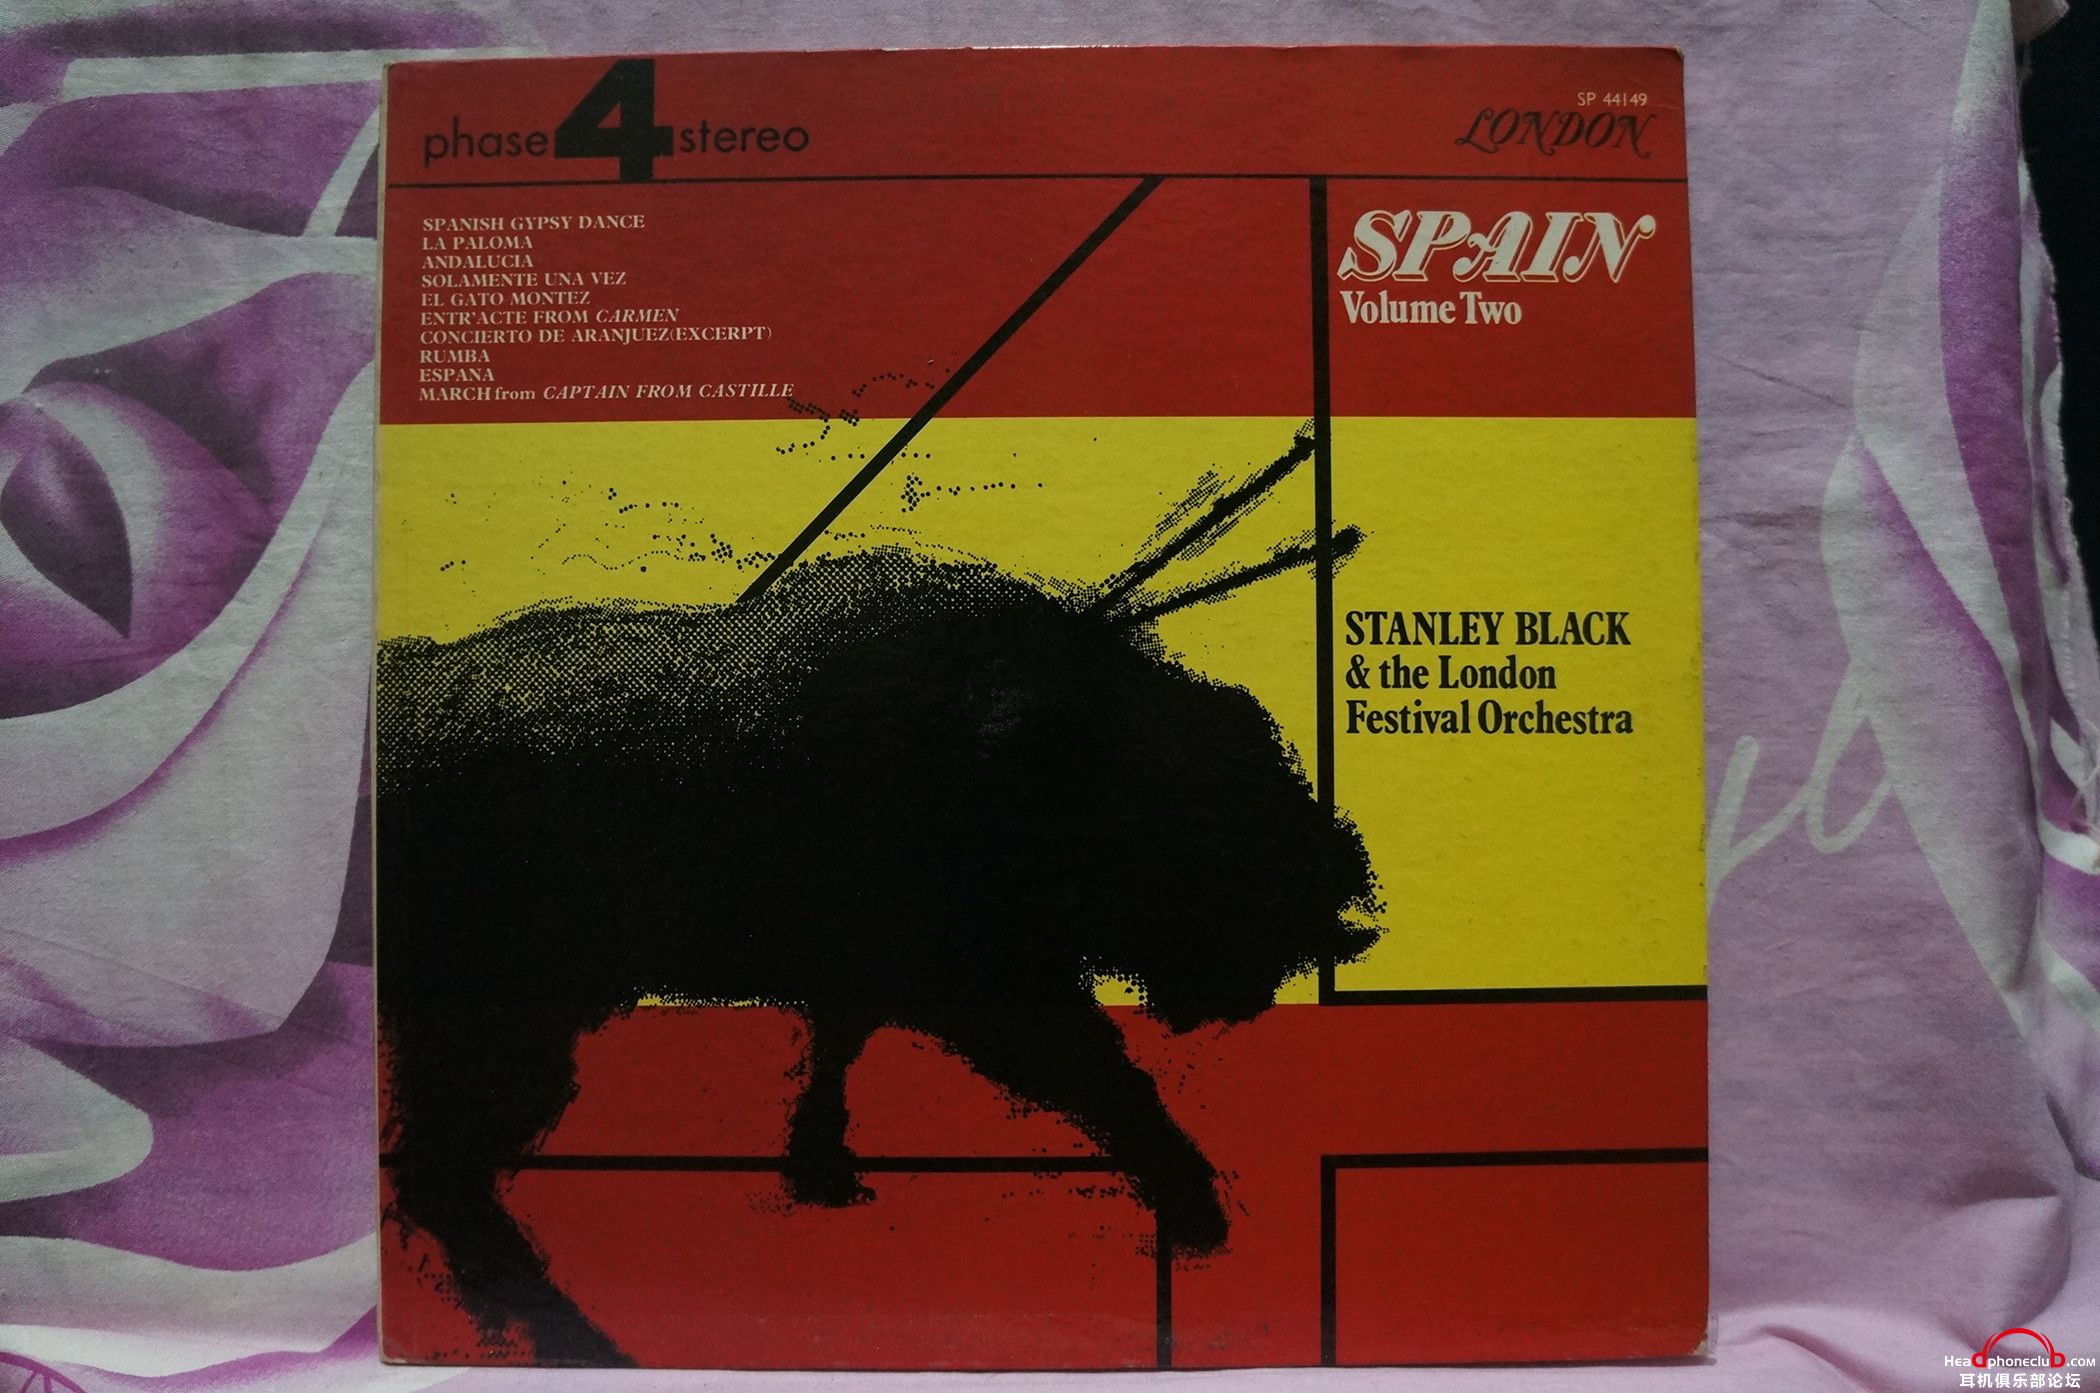 phase 4 stereo
SP 44149
LONDON
SPANISH GYPSY DANCE
LA PALOMA
ANDALUCIA
SOLAMENTE UNA VEZ
EL GATO MONTEZ
ENTR'ACTE FROM CARMEN
CONCIERTO DE ARANJUEZ(EXCERPT)
RUMBA
ESPANA
MARCH from CAPTAIN FROM CASTILLE
SPAIN
Volume Two
STANLEY BLACK
& the London
Festival Orchestra
Headphoneclub.com
耳机俱乐部论坛